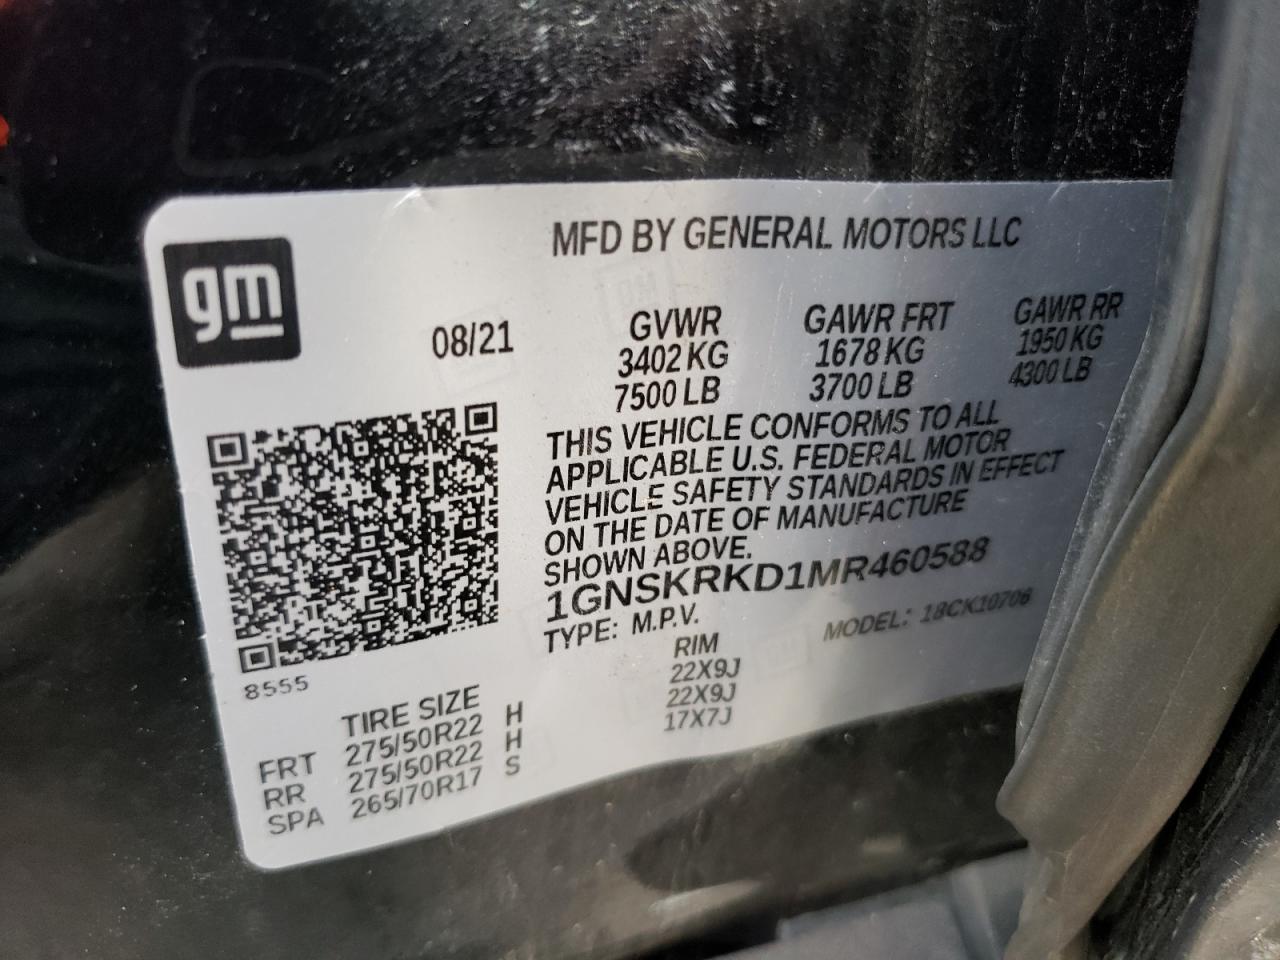 gm
MFD BY GENERAL MOTORS LLC
08/21
GVWR GAWR FRT GAWR RR
3402 KG 1678 KG 1950 KG
7500 LB 3700 LB 4300 LB
THIS VEHICLE CONFORMS TO ALL
APPLICABLE U.S. FEDERAL MOTOR
VEHICLE SAFETY STANDARDS IN EFFECT
ON THE DATE OF MANUFACTURE
SHOWN ABOVE.
1GNSKRKD1MR460588
TYPE: M.P.V. MODEL: 18CK10706
8555
TIRE SIZE RIM
FRT 275/50R22 H 22X9J
RR 275/50R22 H 22X9J
SPA 265/70R17 S 17X7J